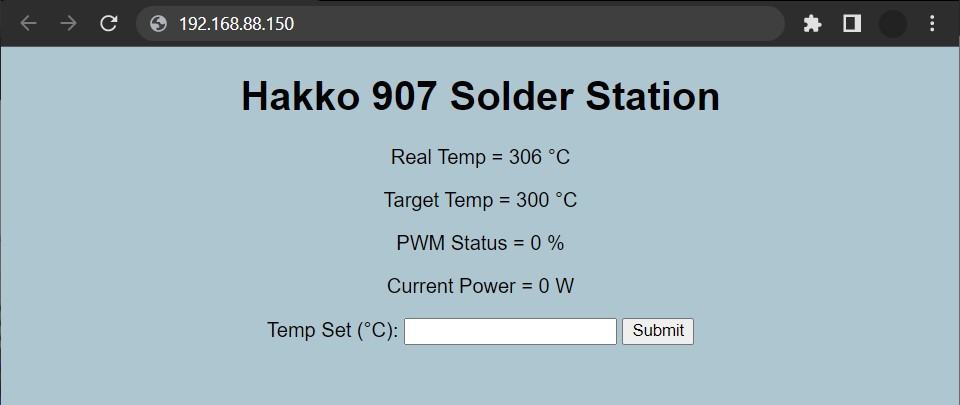 192.168.88.150
Hakko 907 Solder Station
Real Temp = 306 °C
Target Temp = 300 °C
PWM Status = 0 %
Current Power = 0 W
Temp Set (°C): Submit